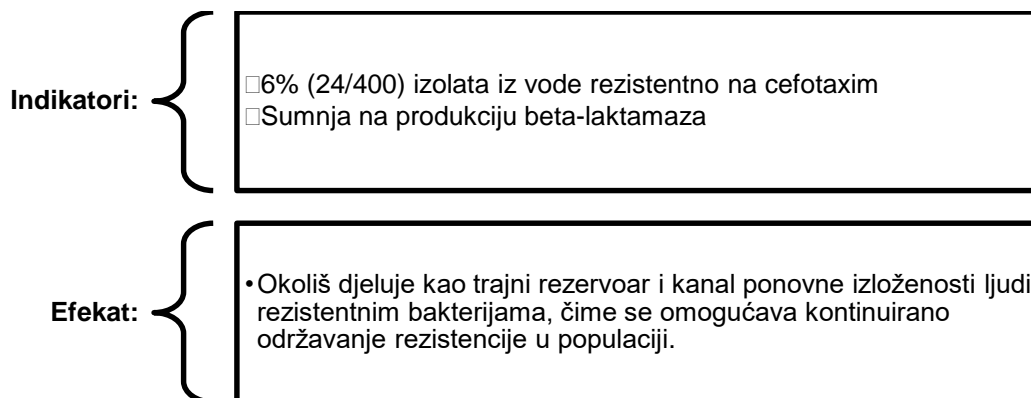 Indikatori:
□6% (24/400) izolata iz vode rezistentno na cefotaxim
□Sumnja na produkciju beta-laktamaza
Efekat:
•Okoliš djeluje kao trajni rezervoar i kanal ponovne izloženosti ljudi
rezistentnim bakterijama, čime se omogućava kontinuirano
održavanje rezistencije u populaciji.